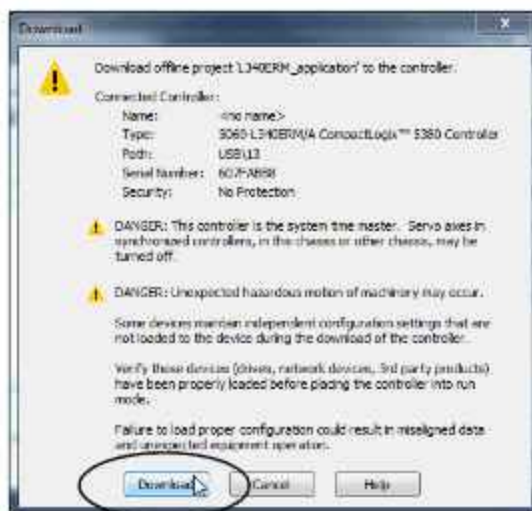 Download
Download offline project 'L340ERM_application' to the controller.
Connected Controller:
Name: <no name>
Type: 5069-L340ERM/A CompactLogix™ 5380 Controller
Path: USB\13
Serial Number:
Security: No Protection
DANGER: This controller is the system time master. Servo axes in
synchronized controllers, in this chassis or other chassis, may be
turned off.
DANGER: Unexpected hazardous motion of machinery may occur.
Some devices maintain independent configuration settings that are
not loaded to the device during the download of the controller.
Verify these devices (drives, network devices, 3rd party products)
have been properly loaded before placing the controller into run
mode.
Failure to load proper configuration could result in misaligned data
and unexpected equipment operation.
Download Cancel Help